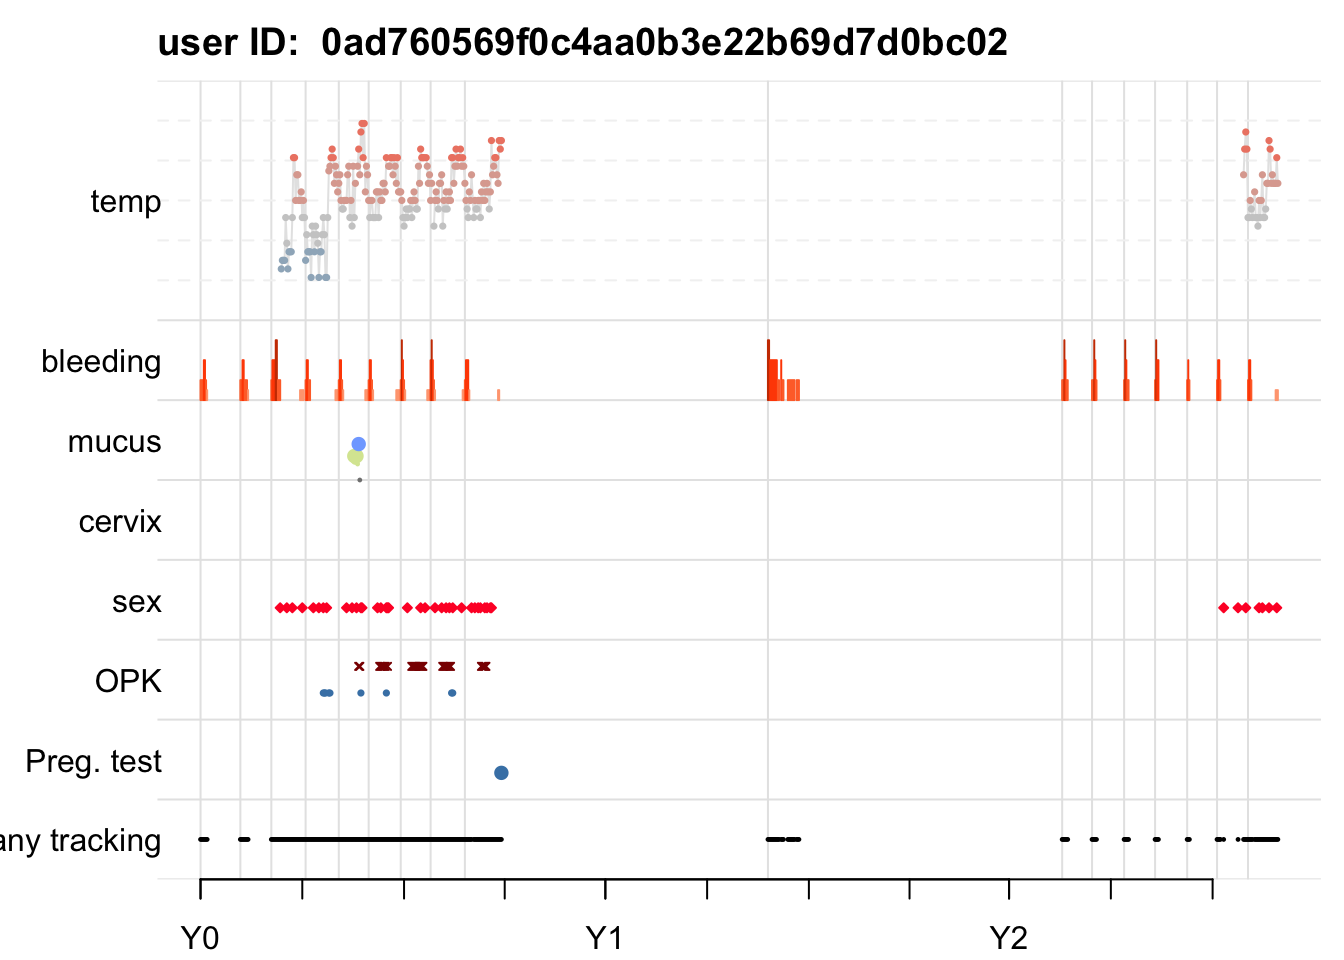 user ID:  0ad760569f0c4aa0b3e22b69d7d0bc02
temp
bleeding
mucus
cervix
sex
OPK
Preg. test
any tracking
Y0
Y1
Y2